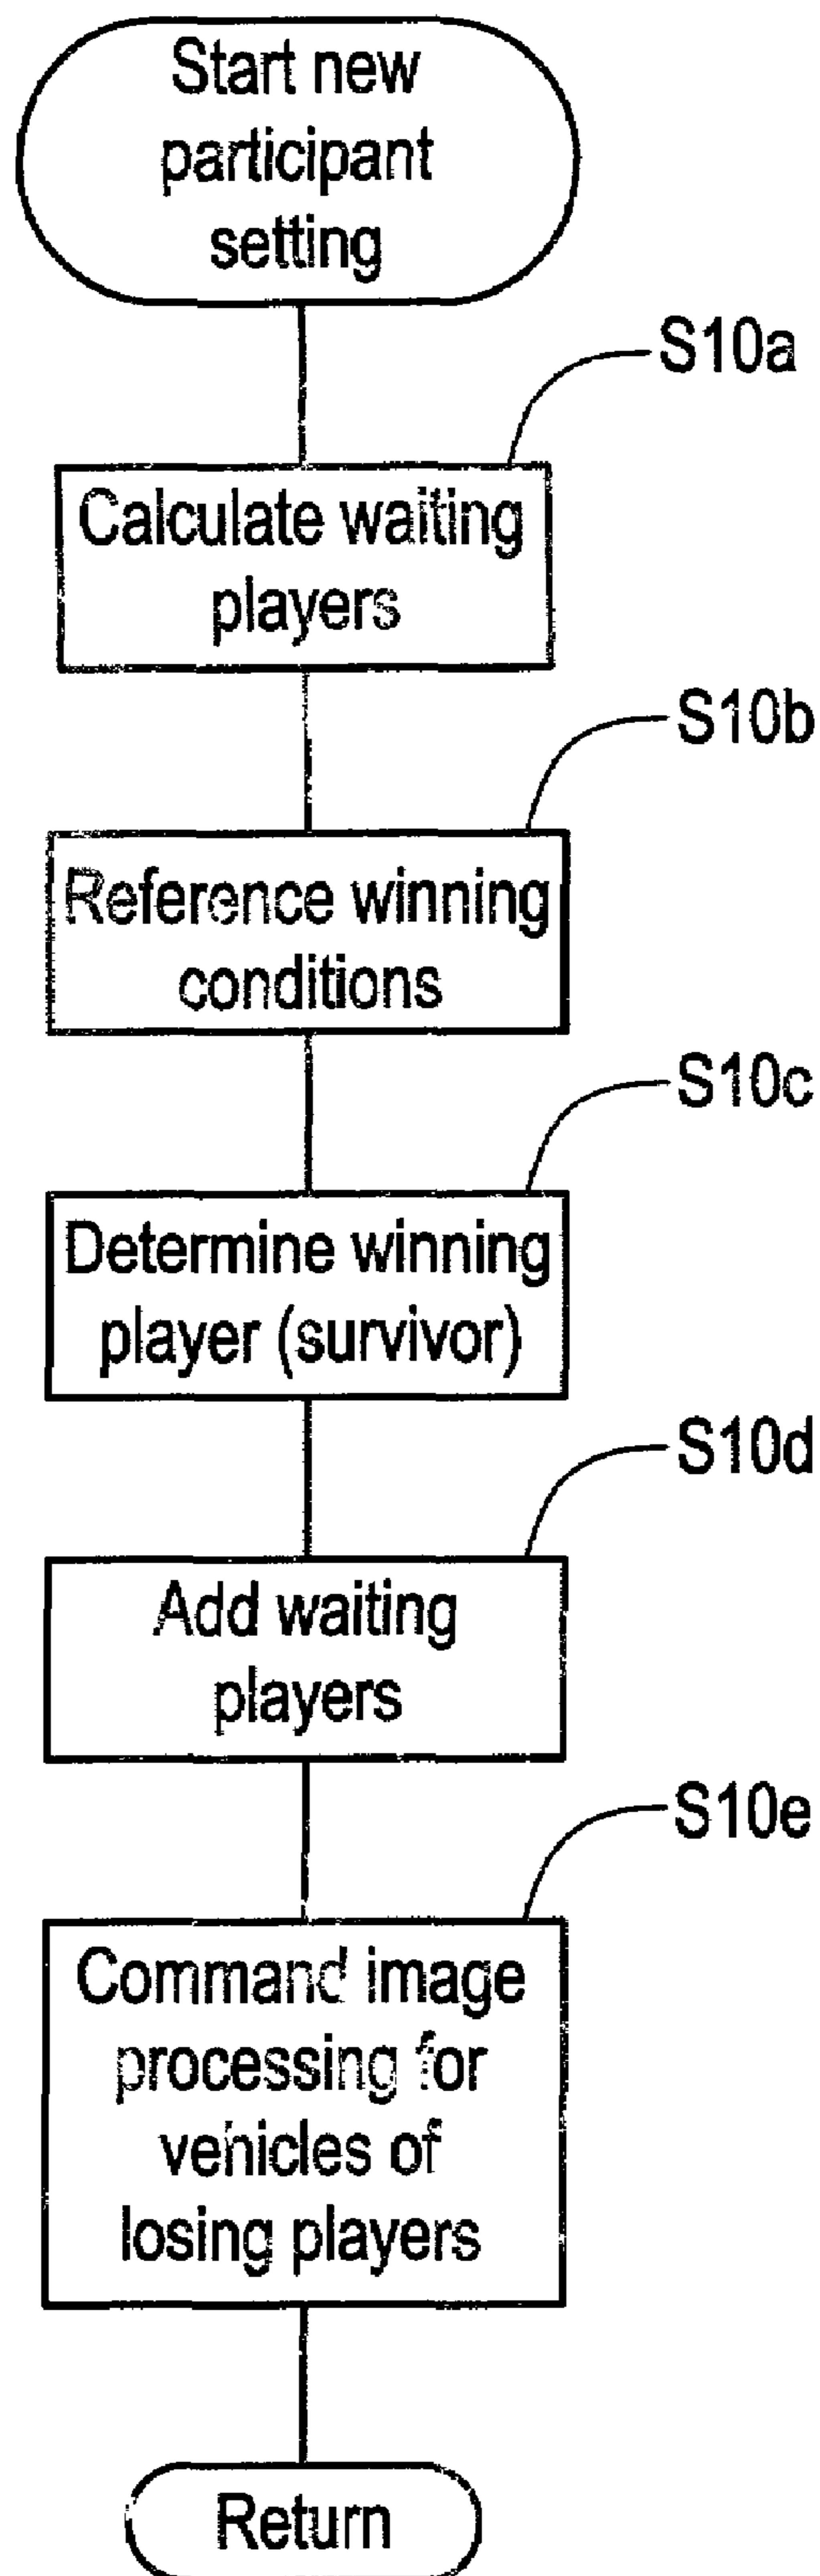 Start new
participant
setting
S10a
Calculate waiting
players
S10b
Reference winning
conditions
S10c
Determine winning
player (survivor)
S10d
Add waiting
players
S10e
Command image
processing for
vehicles of
losing players
Return